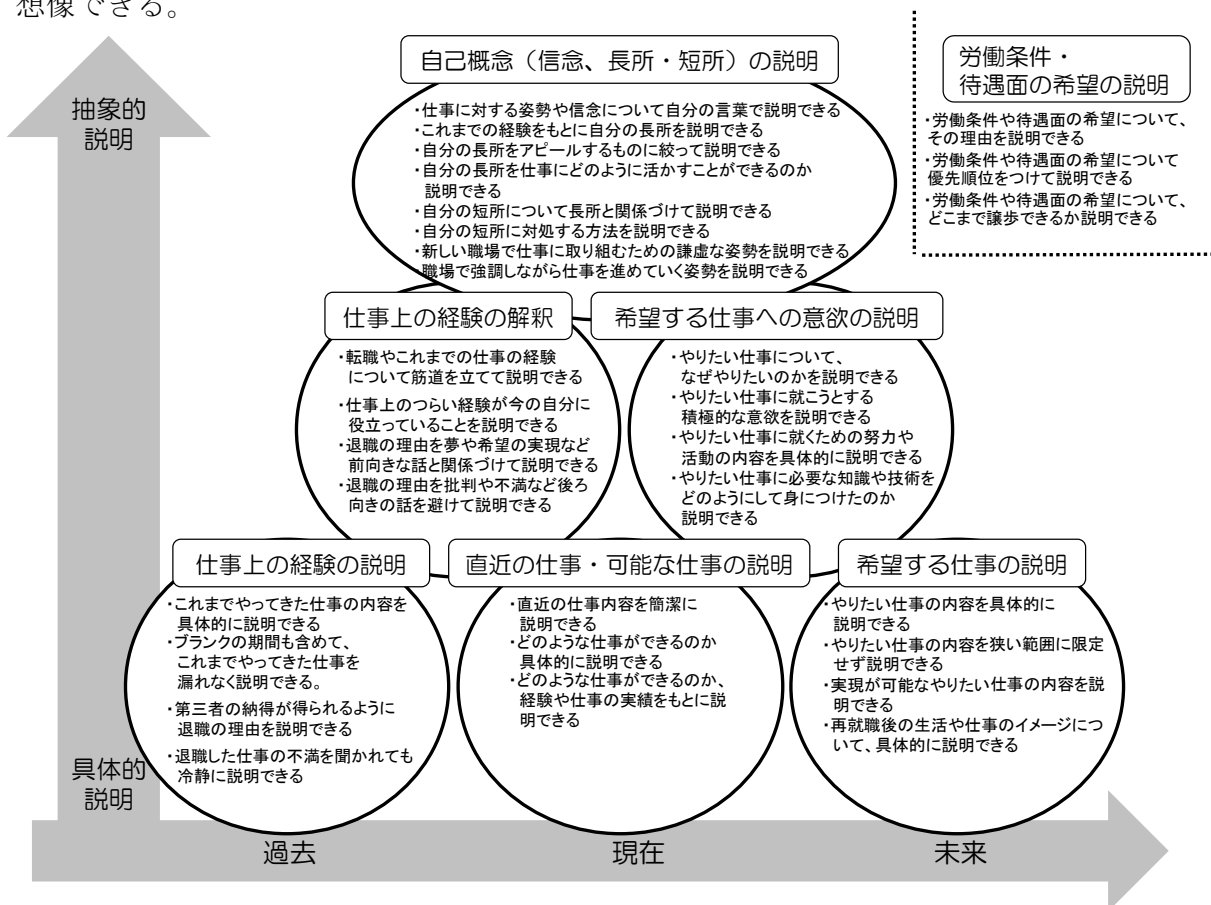 想像できる。
抽象的
説明
自己概念（信念、長所・短所）の説明
・仕事に対する姿勢や信念について自分の言葉で説明できる
・これまでの経験をもとに自分の長所を説明できる
・自分の長所をアピールするものに絞って説明できる
・自分の長所を仕事にどのように活かすことができるのか
説明できる
・自分の短所について長所と関係づけて説明できる
・自分の短所に対処する方法を説明できる
・新しい職場で仕事に取り組むための謙虚な姿勢を説明できる
・職場で強調しながら仕事を進めていく姿勢を説明できる
労働条件・
待遇面の希望の説明
・労働条件や待遇面の希望について、
その理由を説明できる
・労働条件や待遇面の希望について
優先順位をつけて説明できる
・労働条件や待遇面の希望について、
どこまで譲歩できるか説明できる
仕事上の経験の解釈
・転職やこれまでの仕事の経験
について筋道を立てて説明できる
・仕事上のつらい経験が今の自分に
役立っていることを説明できる
・退職の理由を夢や希望の実現など
前向きな話と関係づけて説明できる
・退職の理由を批判や不満など後ろ
向きの話を避けて説明できる
希望する仕事への意欲の説明
・やりたい仕事について、
なぜやりたいのかを説明できる
・やりたい仕事に就こうとする
積極的な意欲を説明できる
・やりたい仕事に就くための努力や
活動の内容を具体的に説明できる
・やりたい仕事に必要な知識や技術を
どのようにして身につけたのか
説明できる
仕事上の経験の説明
・これまでやってきた仕事の内容を
具体的に説明できる
・ブランクの期間も含めて、
これまでやってきた仕事を
漏れなく説明できる。
・第三者の納得が得られるように
退職の理由を説明できる
・退職した仕事の不満を聞かれても
冷静に説明できる
直近の仕事・可能な仕事の説明
・直近の仕事内容を簡潔に
説明できる
・どのような仕事ができるのか
具体的に説明できる
・どのような仕事ができるのか、
経験や仕事の実績をもとに説
明できる
希望する仕事の説明
・やりたい仕事の内容を具体的に
説明できる
・やりたい仕事の内容を狭い範囲に限定
せず説明できる
・実現が可能なやりたい仕事の内容を説
明できる
・再就職後の生活や仕事のイメージにつ
いて、具体的に説明できる
具体的
説明
過去
現在
未来